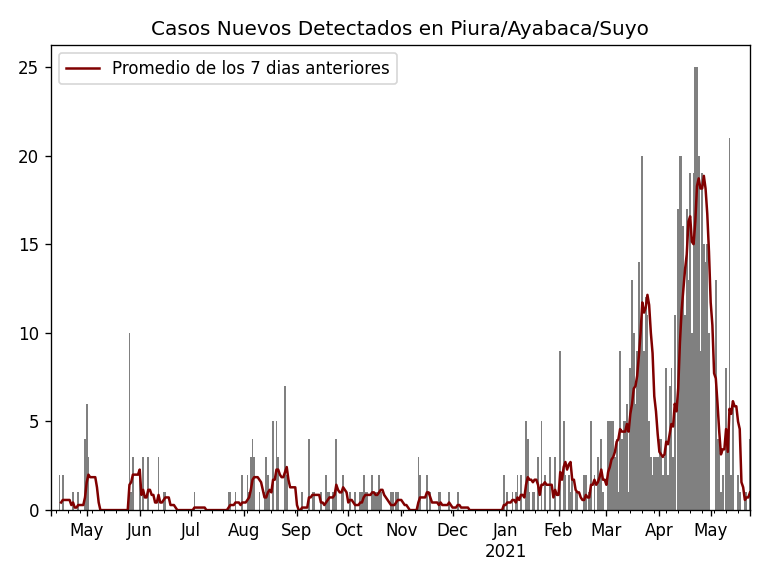 Casos Nuevos Detectados en Piura/Ayabaca/Suyo
Promedio de los 7 dias anteriores
25
20
15
10
5
0
May Jun Jul Aug Sep Oct Nov Dec Jan Feb Mar Apr May
2021